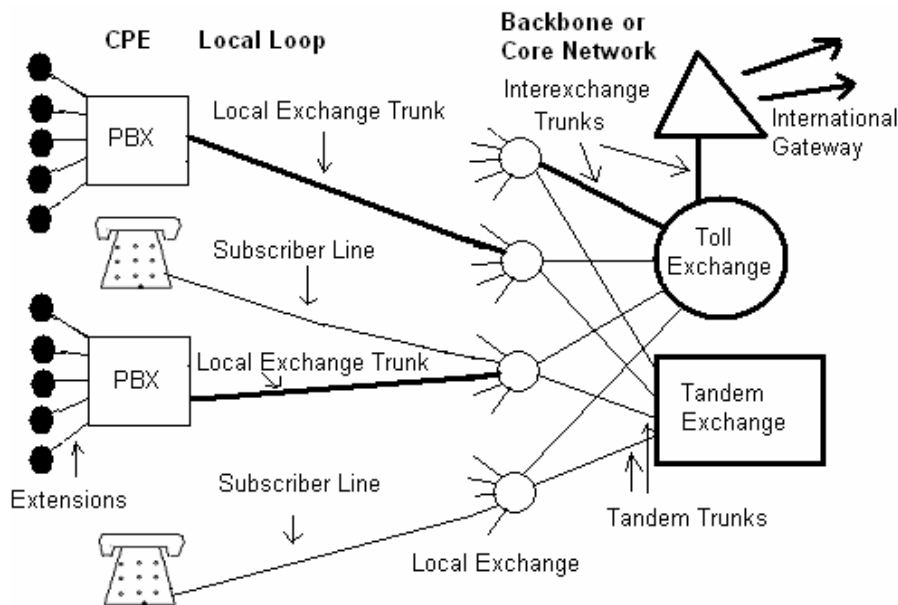 CPE
Local Loop
Backbone or
Core Network
PBX
Local Exchange Trunk
Interexchange
Trunks
International
Gateway
Subscriber Line
Toll
Exchange
PBX
Local Exchange Trunk
Tandem
Exchange
Extensions
Subscriber Line
Tandem Trunks
Local Exchange